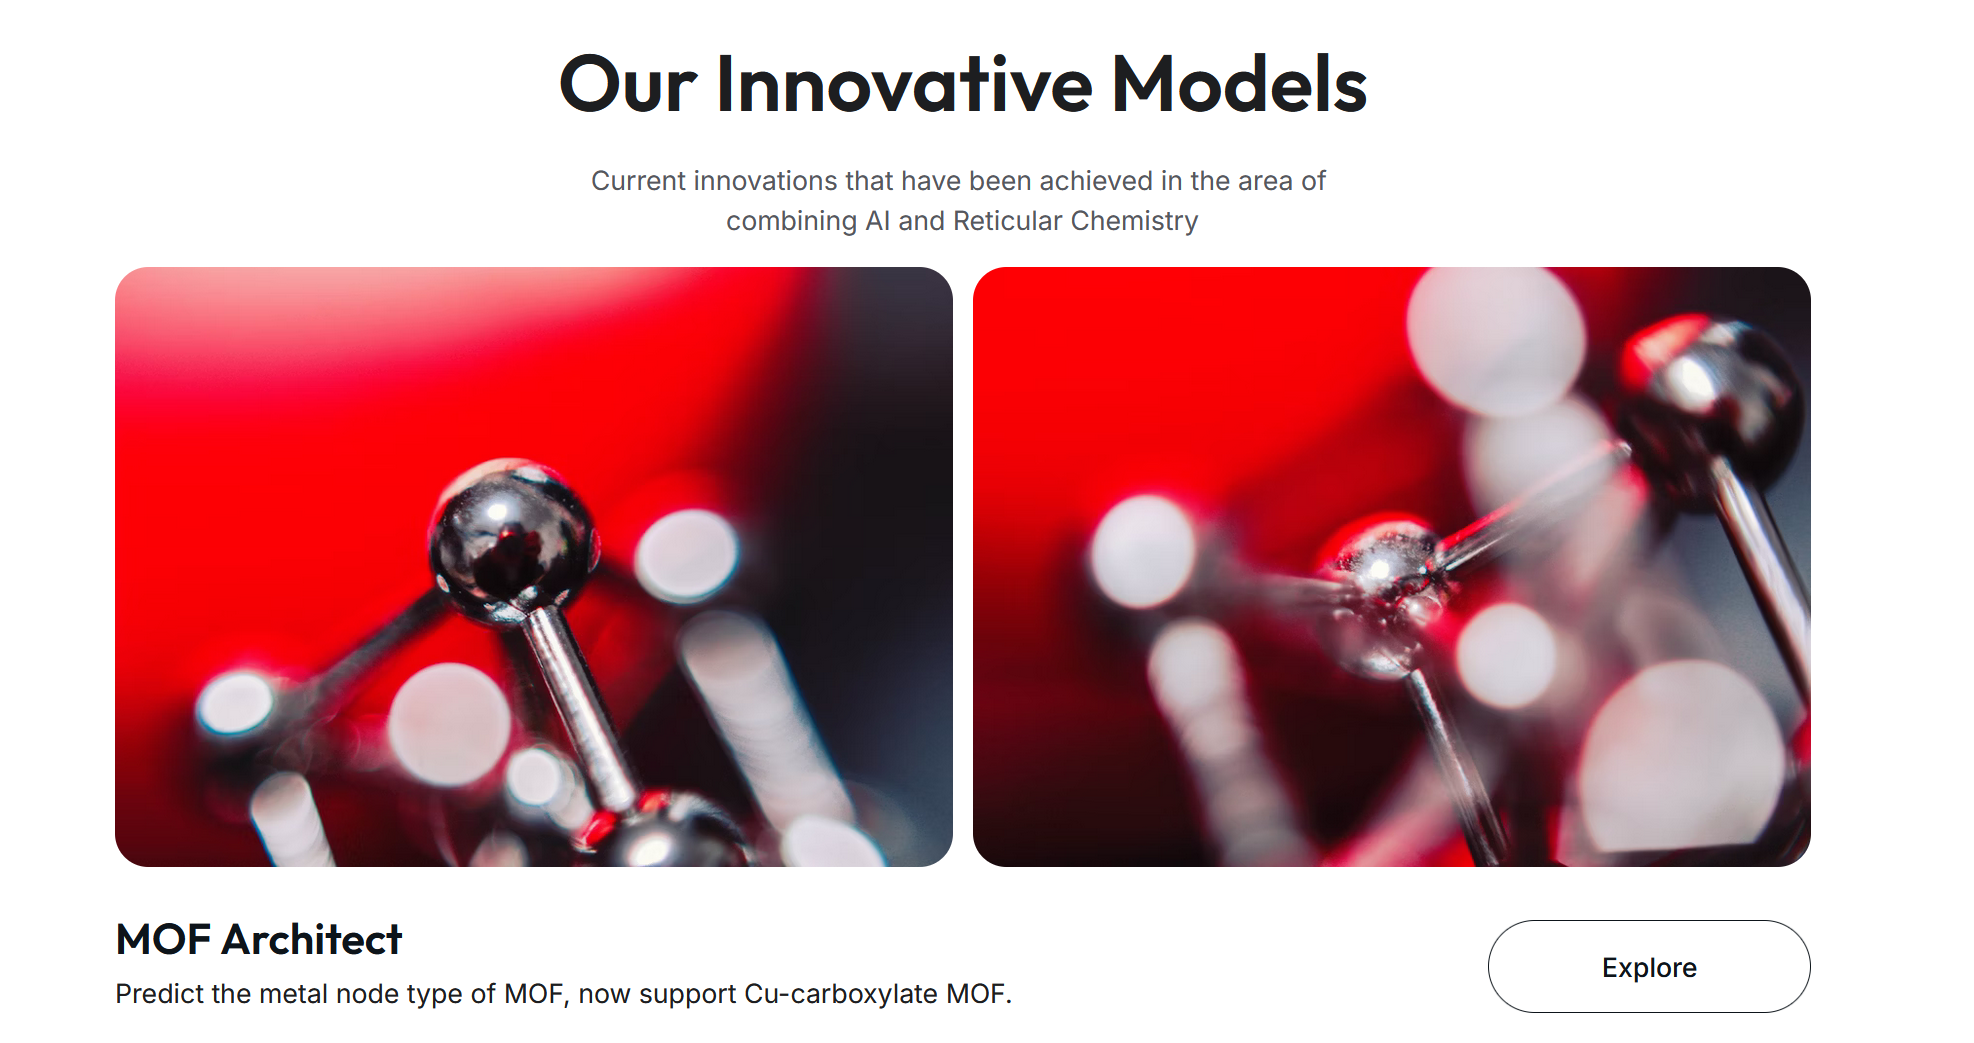 Our Innovative Models
Current innovations that have been achieved in the area of
combining AI and Reticular Chemistry
MOF Architect
Predict the metal node type of MOF, now support Cu-carboxylate MOF.
Explore